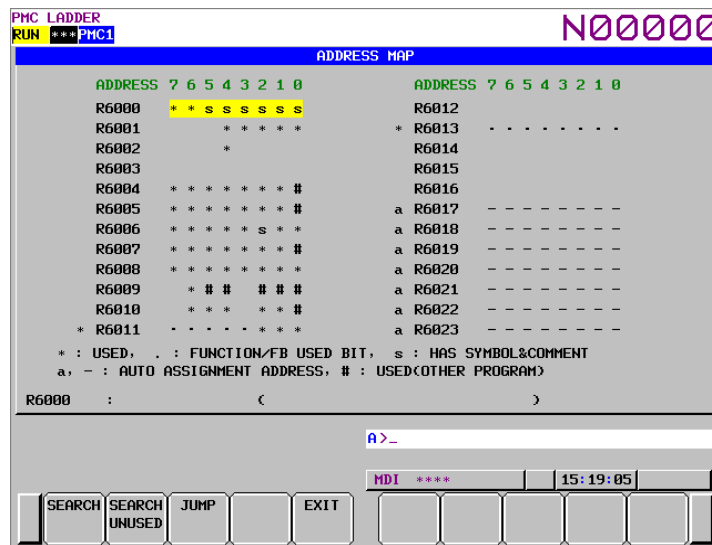 PMC LADDER
RUN ***PMC1 N00000
ADDRESS MAP
ADDRESS 7 6 5 4 3 2 1 0 ADDRESS 7 6 5 4 3 2 1 0
R6000 * * s s s s s s R6012
R6001 * * * * * * R6013 . . . . . . . .
R6002 * R6014
R6003 R6015
R6004 * * * * * * * # R6016
R6005 * * * * * * * # a R6017 - - - - - - - -
R6006 * * * * * s * * a R6018 - - - - - - - -
R6007 * * * * * * * # a R6019 - - - - - - - -
R6008 * * * * * * * * a R6020 - - - - - - - -
R6009 * # # # # # a R6021 - - - - - - - -
R6010 * * * * * # a R6022 - - - - - - - -
* R6011 . . . . . * * * a R6023 - - - - - - - -
* : USED, . : FUNCTION/FB USED BIT, s : HAS SYMBOL&COMMENT
a, - : AUTO ASSIGNMENT ADDRESS, # : USED(OTHER PROGRAM)
R6000 : ( )
A>_
MDI **** 15:19:05
SEARCH SEARCH UNUSED JUMP EXIT